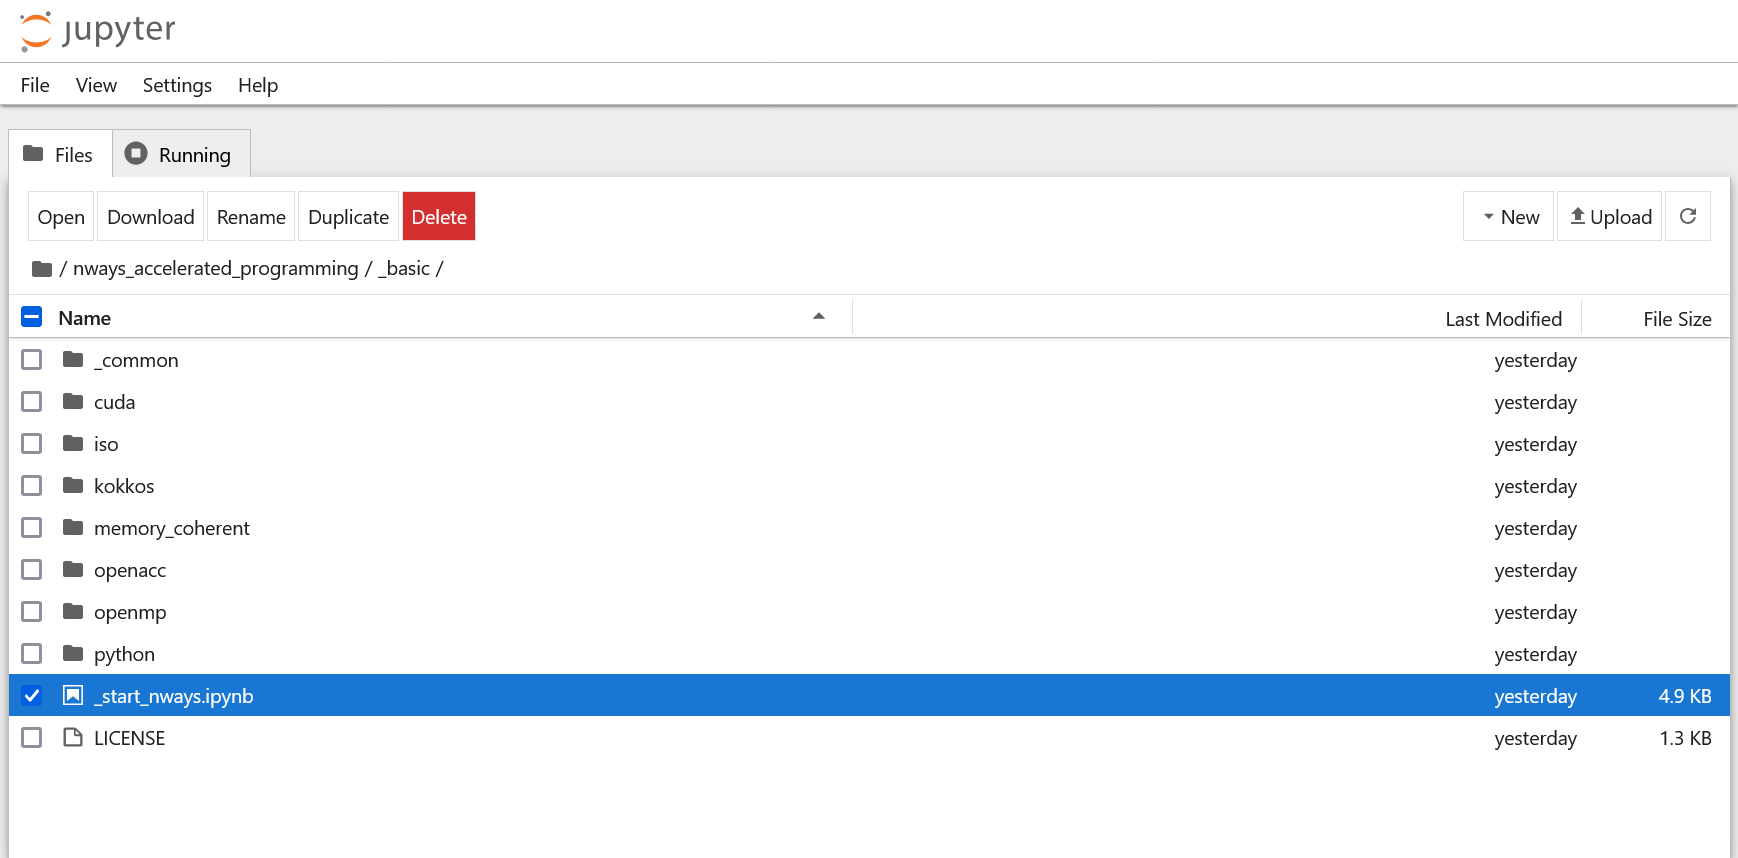 jupyter
File View Settings Help
Files Running
Open Download Rename Duplicate Delete New Upload
/ nways_accelerated_programming / _basic /
Name Last Modified File Size
_common yesterday
cuda yesterday
iso yesterday
kokkos yesterday
memory_coherent yesterday
openacc yesterday
openmp yesterday
python yesterday
_start_nways.ipynb yesterday 4.9 KB
LICENSE yesterday 1.3 KB